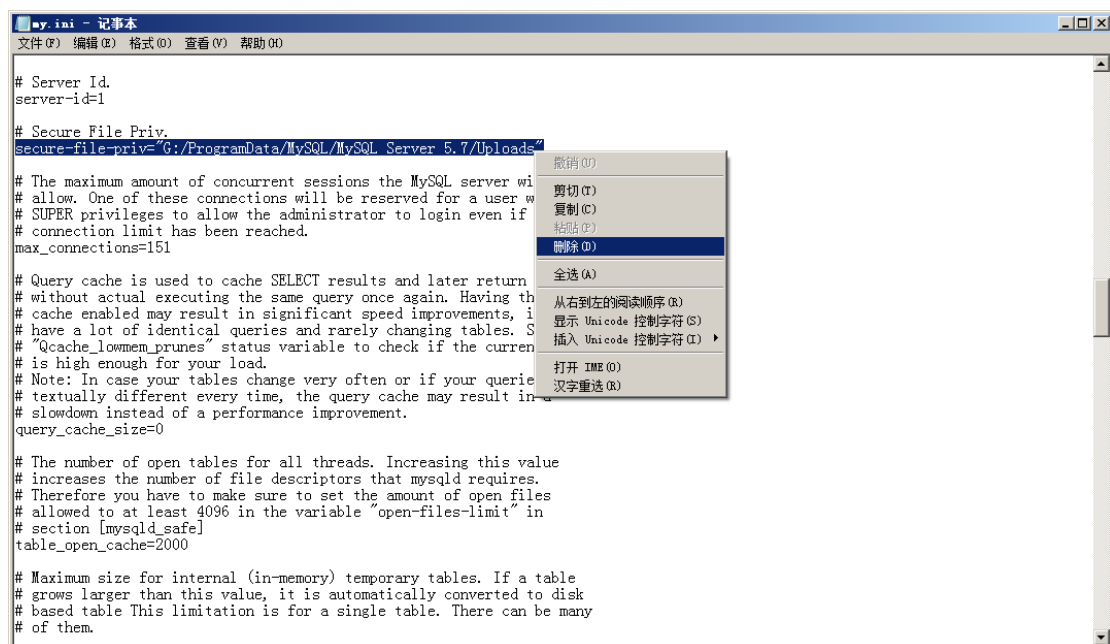 my.ini - 记事本
文件(F) 编辑(E) 格式(O) 查看(V) 帮助(H)
# Server Id.
server-id=1
# Secure File Priv.
secure-file-priv="G:/ProgramData/MySQL/MySQL Server 5.7/Uploads"
# The maximum amount of concurrent sessions the MySQL server wi
# allow. One of these connections will be reserved for a user w
# SUPER privileges to allow the administrator to login even if
# connection limit has been reached.
max_connections=151
# Query cache is used to cache SELECT results and later return
# without actual executing the same query once again. Having th
# cache enabled may result in significant speed improvements, i
# have a lot of identical queries and rarely changing tables. S
# "Qcache_lowmem_prunes" status variable to check if the curren
# is high enough for your load.
# Note: In case your tables change very often or if your querie
# textually different every time, the query cache may result in a
# slowdown instead of a performance improvement.
query_cache_size=0
# The number of open tables for all threads. Increasing this value
# increases the number of file descriptors that mysqld requires.
# Therefore you have to make sure to set the amount of open files
# allowed to at least 4096 in the variable "open-files-limit" in
# section [mysqld_safe]
table_open_cache=2000
# Maximum size for internal (in-memory) temporary tables. If a table
# grows larger than this value, it is automatically converted to disk
# based table This limitation is for a single table. There can be many
# of them.
撤消(U)
剪切(T)
复制(C)
粘贴(P)
删除(D)
全选(A)
从右到左的阅读顺序(R)
显示 Unicode 控制字符(S)
插入 Unicode 控制字符(I)
打开 IME(O)
汉字重选(R)